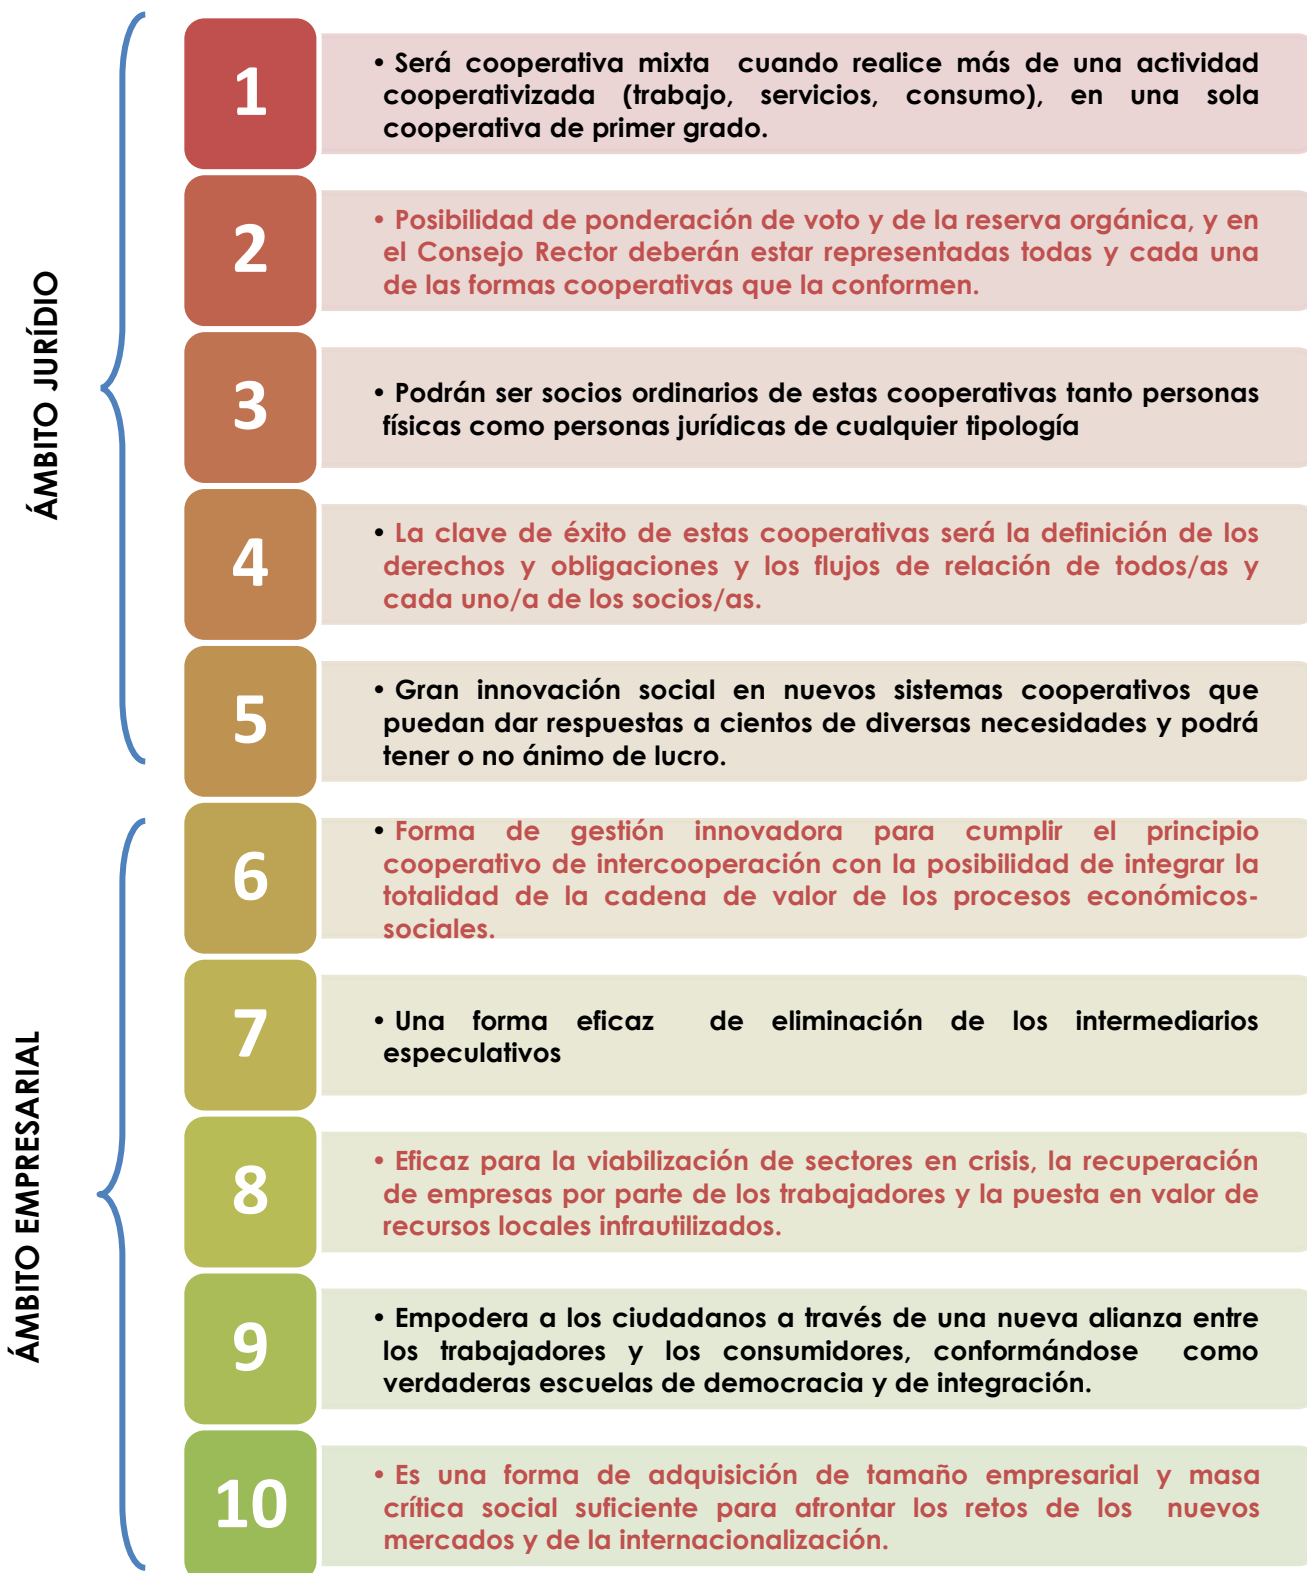 ÁMBITO JURÍDIO
1
• Será cooperativa mixta cuando realice más de una actividad
cooperativizada (trabajo, servicios, consumo), en una sola
cooperativa de primer grado.
2
• Posibilidad de ponderación de voto y de la reserva orgánica, y en
el Consejo Rector deberán estar representadas todas y cada una
de las formas cooperativas que la conformen.
3
• Podrán ser socios ordinarios de estas cooperativas tanto personas
físicas como personas jurídicas de cualquier tipología
4
• La clave de éxito de estas cooperativas será la definición de los
derechos y obligaciones y los flujos de relación de todos/as y
cada uno/a de los socios/as.
5
• Gran innovación social en nuevos sistemas cooperativos que
puedan dar respuestas a cientos de diversas necesidades y podrá
tener o no ánimo de lucro.
ÁMBITO EMPRESARIAL
6
• Forma de gestión innovadora para cumplir el principio
cooperativo de intercooperación con la posibilidad de integrar la
totalidad de la cadena de valor de los procesos económicos-
sociales.
7
• Una forma eficaz de eliminación de los intermediarios
especulativos
8
• Eficaz para la viabilización de sectores en crisis, la recuperación
de empresas por parte de los trabajadores y la puesta en valor de
recursos locales infrautilizados.
9
• Empodera a los ciudadanos a través de una nueva alianza entre
los trabajadores y los consumidores, conformándose como
verdaderas escuelas de democracia y de integración.
10
• Es una forma de adquisición de tamaño empresarial y masa
crítica social suficiente para afrontar los retos de los nuevos
mercados y de la internacionalización.